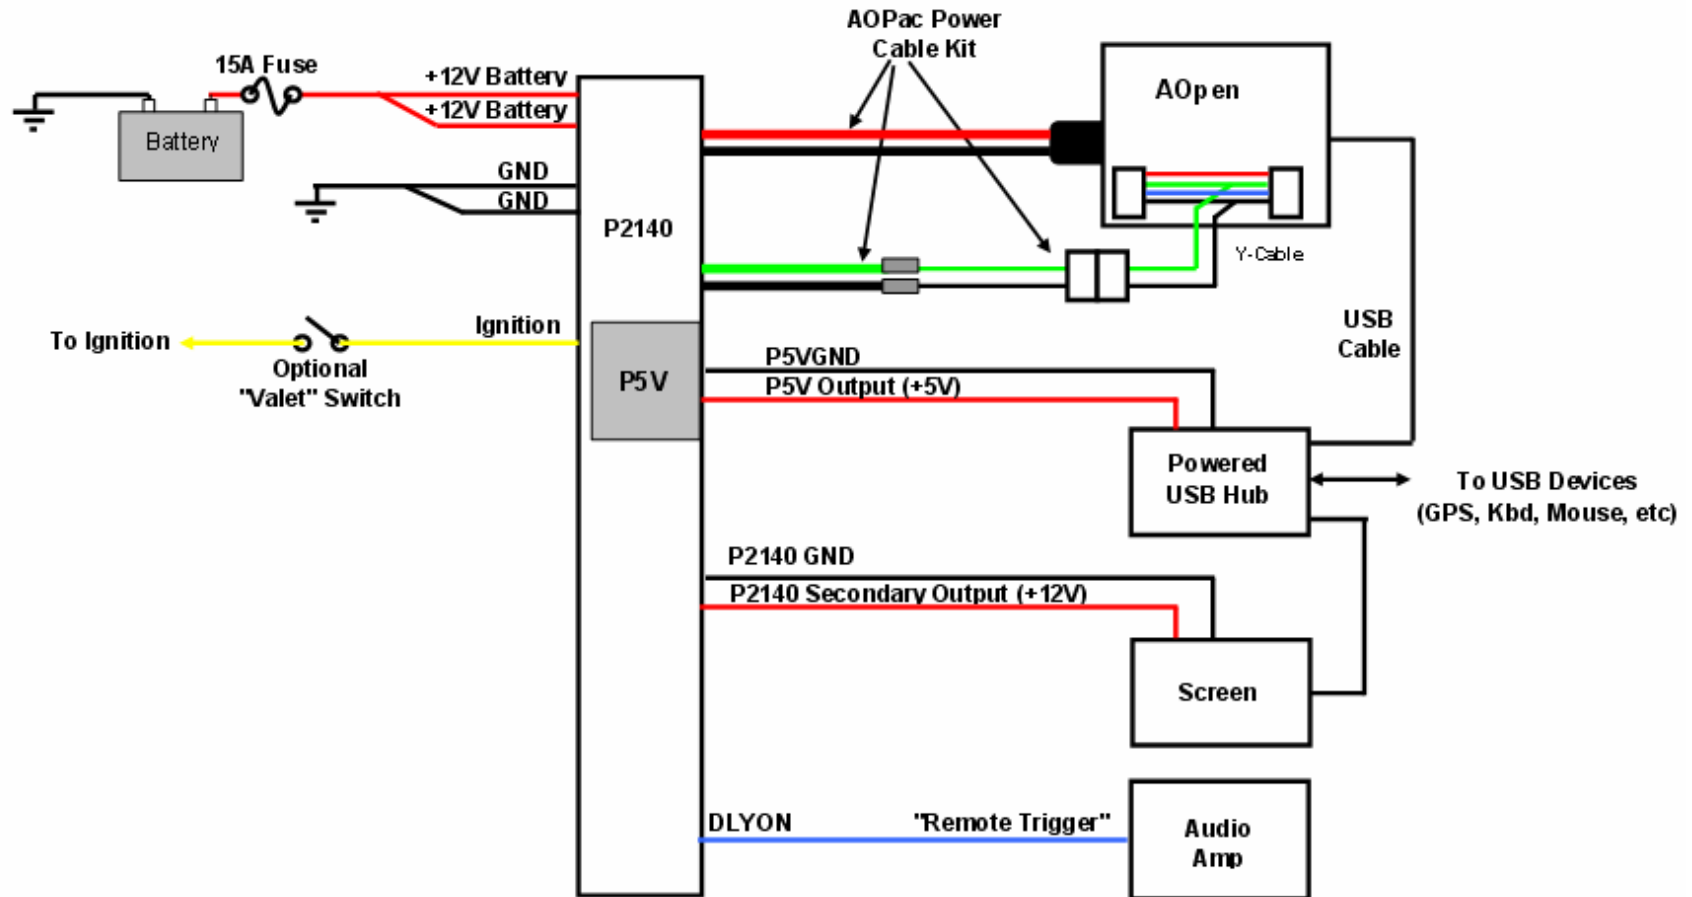 AOPac Power
Cable Kit
15A Fuse
+12V Battery
+12V Battery
AOpen
Battery
GND
GND
P2140
Y-Cable
To Ignition
Ignition
Optional
"Valet" Switch
USB
Cable
P5V
P5VGND
P5V Output (+5V)
Powered
USB Hub
To USB Devices
(GPS, Kbd, Mouse, etc)
P2140 GND
P2140 Secondary Output (+12V)
Screen
DLYON
"Remote Trigger"
Audio
Amp